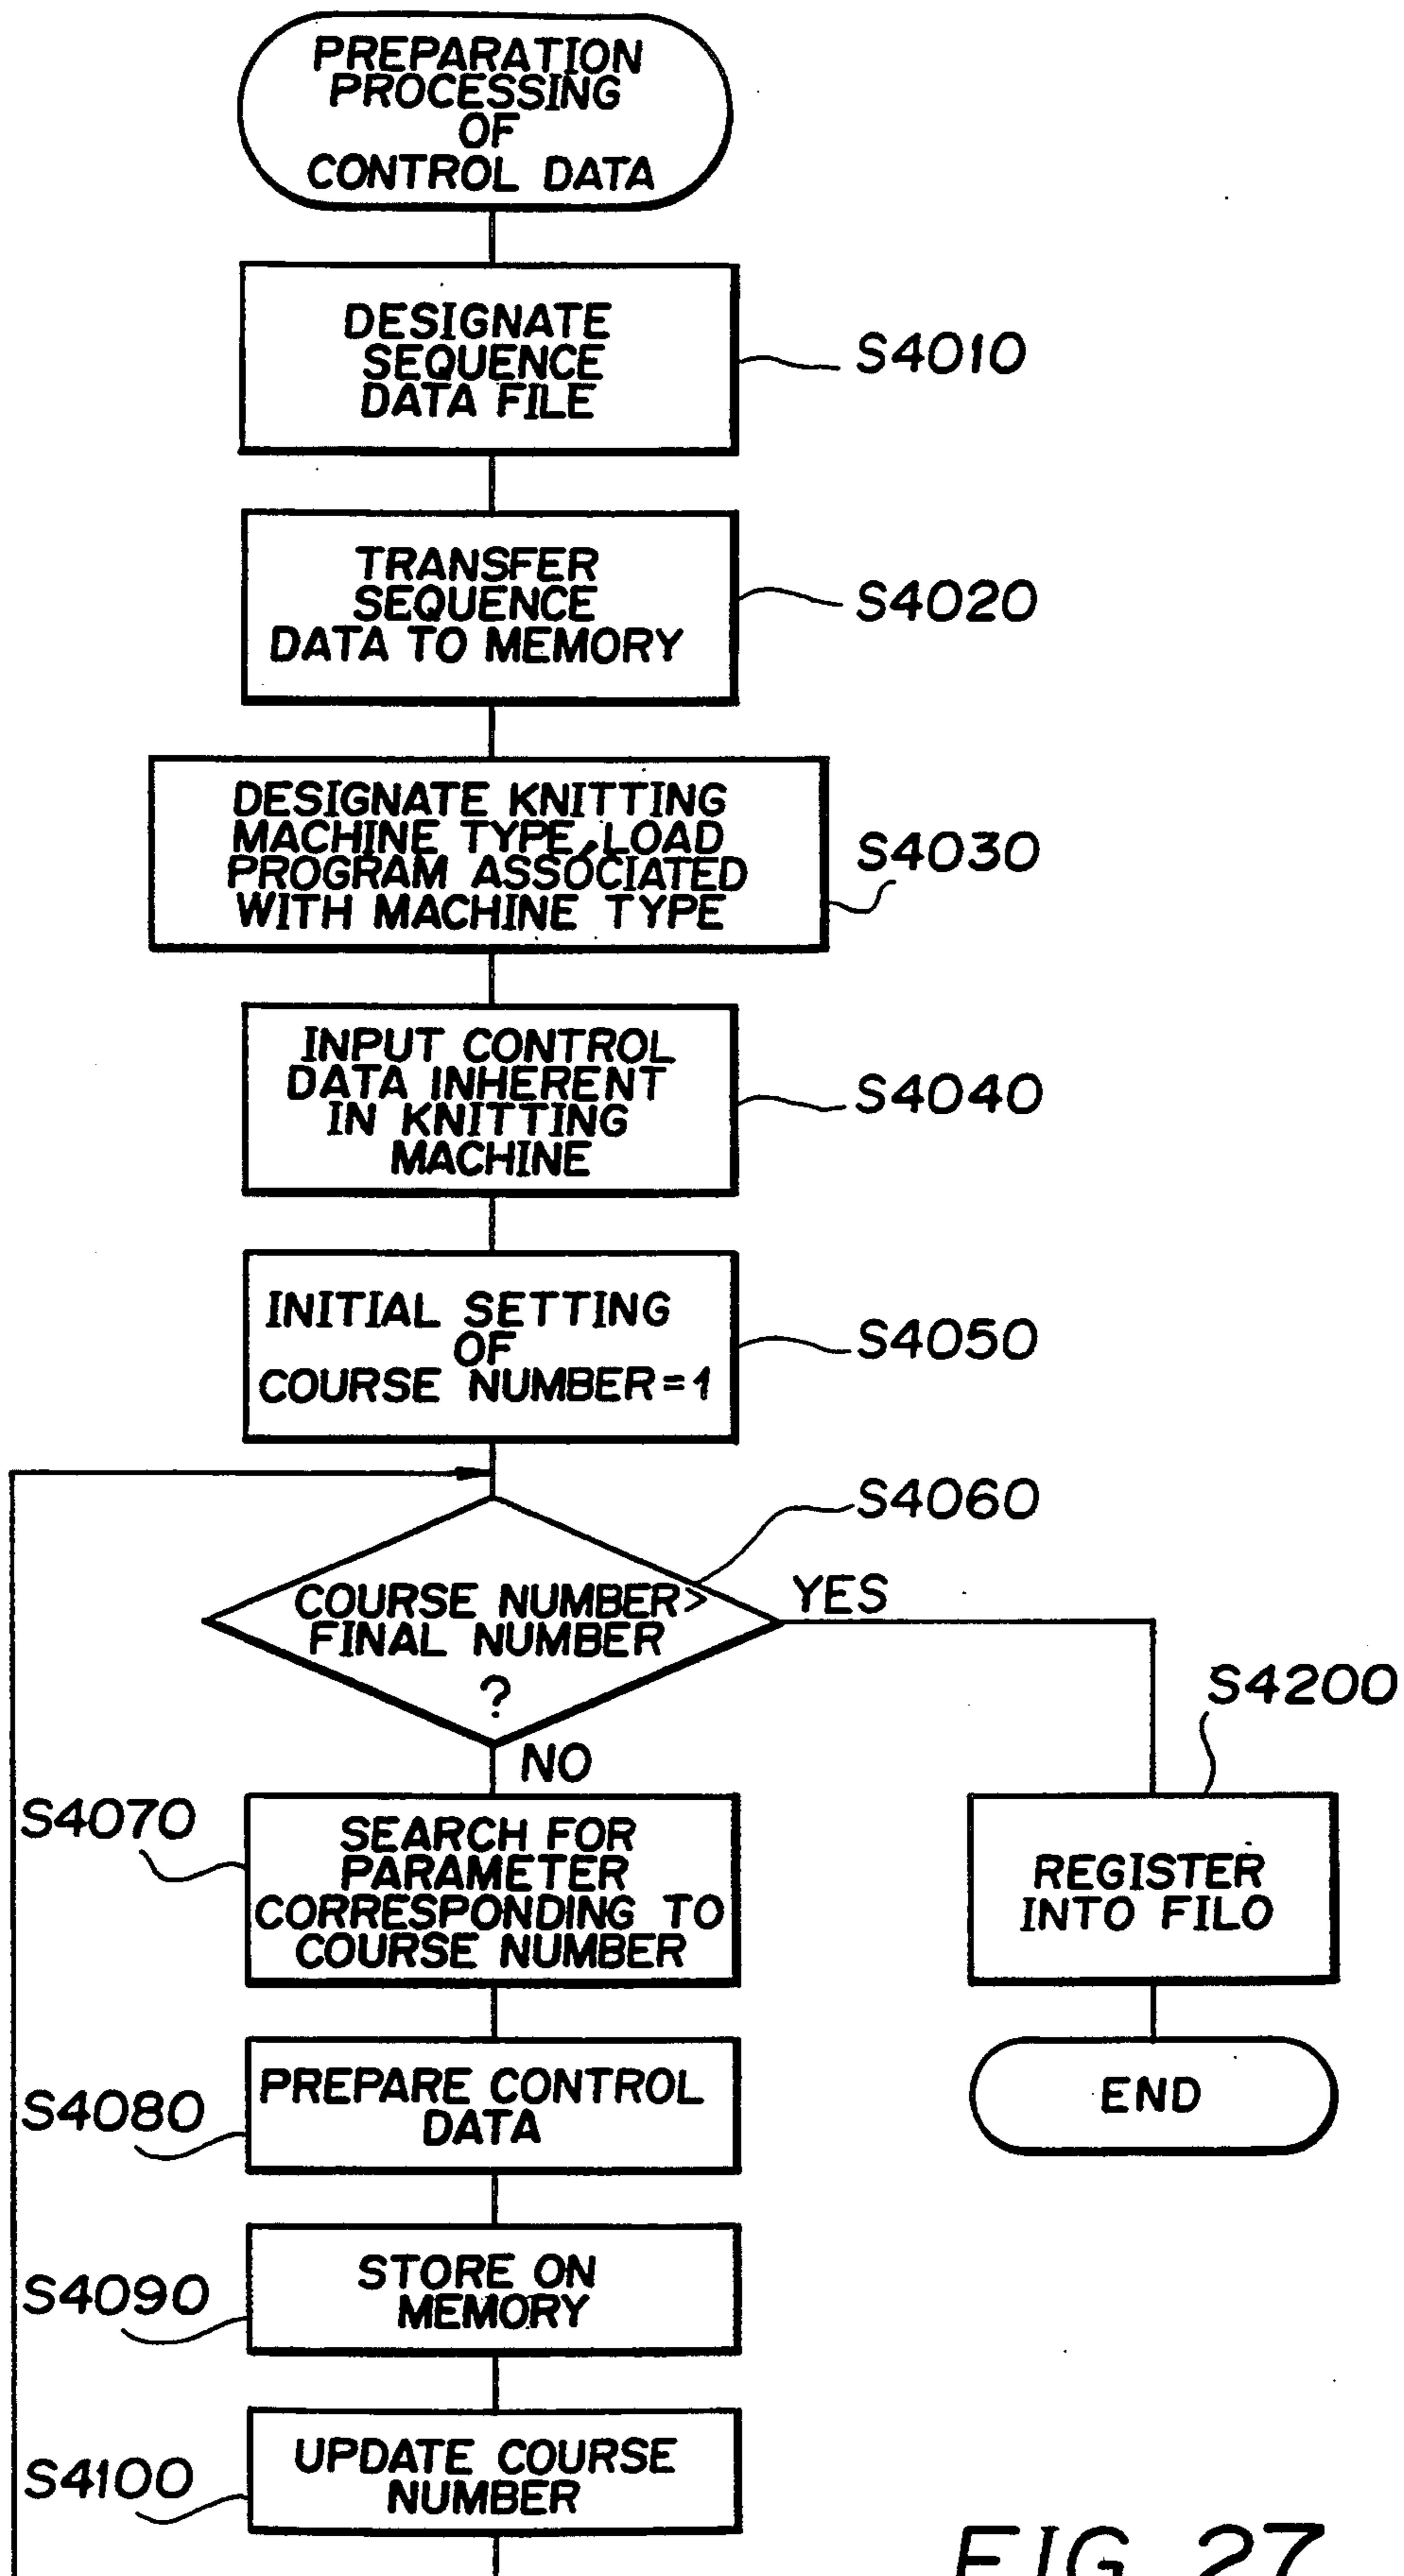 PREPARATION
PROCESSING
OF
CONTROL DATA
DESIGNATE
SEQUENCE
DATA FILE
S4010
TRANSFER
SEQUENCE
DATA TO MEMORY
S4020
DESIGNATE KNITTING
MACHINE TYPE, LOAD
PROGRAM ASSOCIATED
WITH MACHINE TYPE
S4030
INPUT CONTROL
DATA INHERENT
IN KNITTING
MACHINE
S4040
INITIAL SETTING
OF
COURSE NUMBER=1
S4050
S4060
COURSE NUMBER>
FINAL NUMBER
?
YES
NO
S4200
REGISTER
INTO FILO
END
S4070
SEARCH FOR
PARAMETER
CORRESPONDING TO
COURSE NUMBER
S4080
PREPARE CONTROL
DATA
S4090
STORE ON
MEMORY
S4100
UPDATE COURSE
NUMBER
FIG. 27